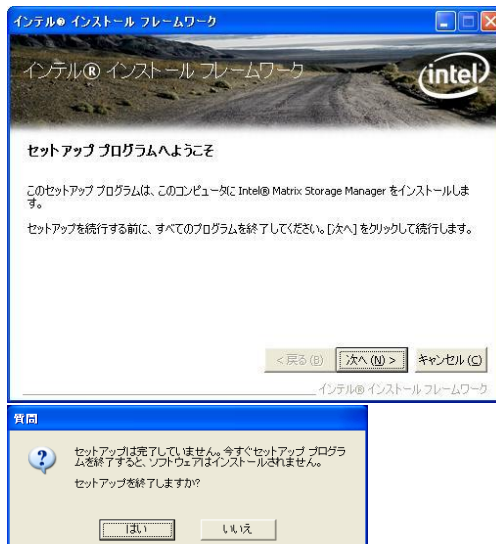 インテル® インストール フレームワーク
インテル® インストール フレームワーク
intel
セットアップ プログラムへようこそ
このセットアップ プログラムは、このコンピュータに Intel® Matrix Storage Manager をインストールしま
す。
セットアップを続行する前に、すべてのプログラムを終了してください。[次へ] をクリックして続行します。
< 戻る (B)
次へ (N) >
キャンセル (C)
インテル® インストール フレームワーク
質問
セットアップは完了していません。今すぐセットアップ プログラ
ムを終了すると、ソフトウェアはインストールされません。
セットアップを終了しますか?
はい
いいえ